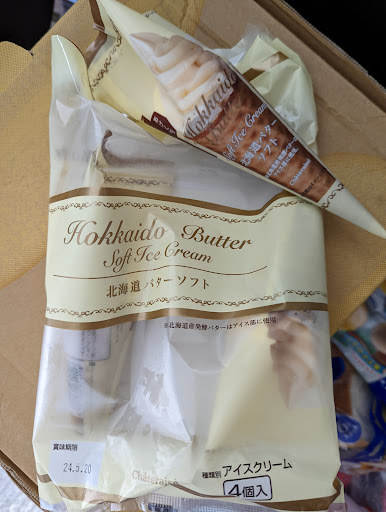 Hokkaido
Soft Ice Cream
北海道バター
ソフト
Hokkaido Butter
Soft Ice Cream
北海道バターソフト
※北海道産発酵バターはアイス部に使用
賞味期限
24.5.20
Châteraisé
種類別 アイスクリーム
4個入